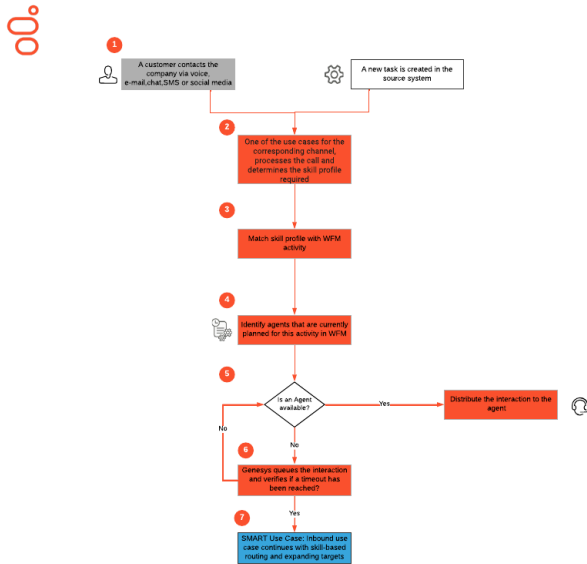 1
A customer contacts the
company via voice,
e-mail,chat,SMS or social media
A new task is created in the
source system
2
One of the use cases for the
corresponding channel,
processes the call and
determines the skill profile
required
3
Match skill profile with WFM
activity
4
Identify agents that are currently
planned for this activity in WFM
5
Is an Agent
available?
Yes
Distribute the interaction to the
agent
No
No
6
Genesys queues the interaction
and verifies if a timeout has
been reached?
Yes
7
SMART Use Case: Inbound use
case continues with skill-based
routing and expanding targets